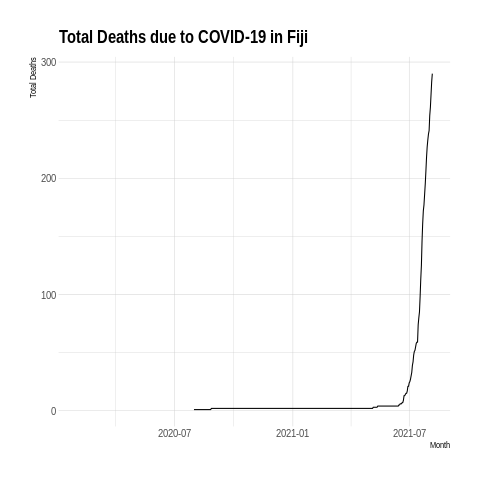 Total Deaths due to COVID-19 in Fiji
Total Deaths
300
200
100
0
2020-07
2021-01
2021-07
Month